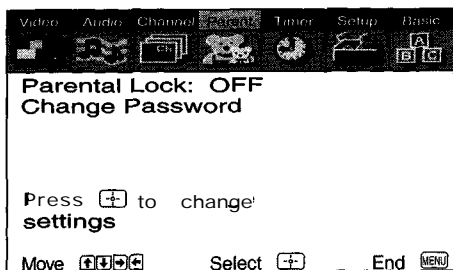 Video Audio Channel Parent Timer Setup Basic
Ch
A
B C
Parental Lock: OFF
Change Password
Press to change
settings
Move Select End MENU